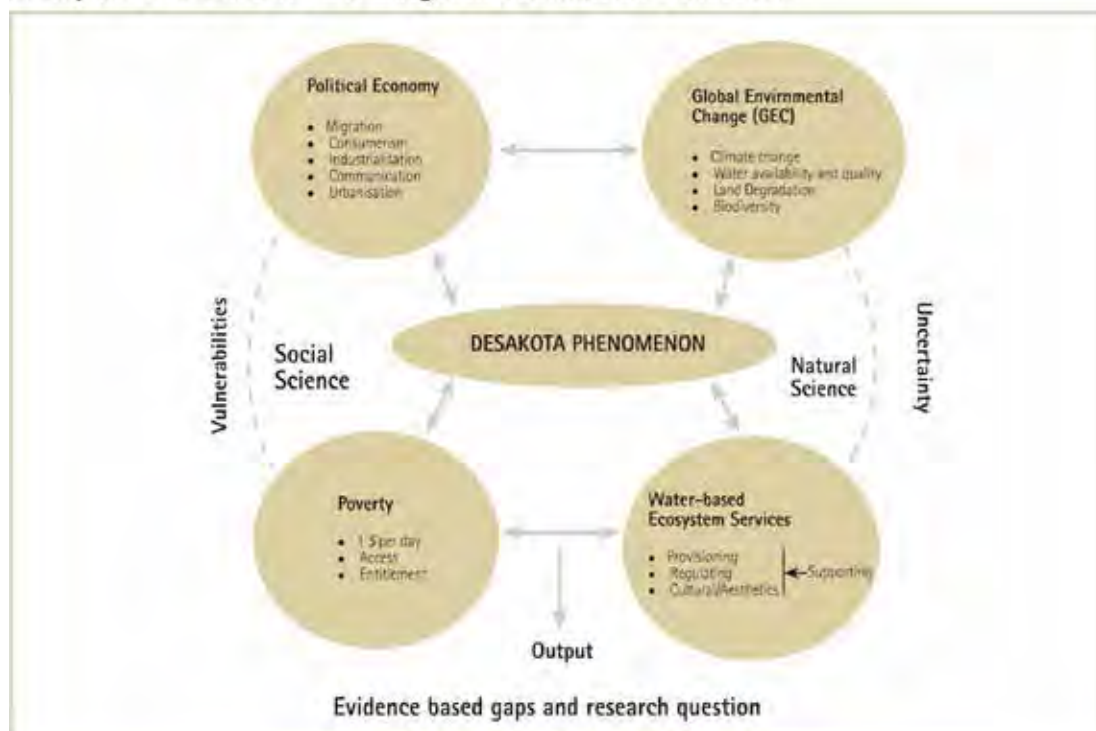 Political Economy
• Migration
• Consumerism
• Industrialisation
• Communication
• Urbanisation
Global Envirnmental
Change (GEC)
• Climate change
• Water availability and quality
• Land Degradation
• Biodiversity
Vulnerabilities
Social
Science
DESAKOTA PHENOMENON
Natural
Science
Uncertainty
Poverty
• 1 $ per day
• Access
• Entitlement
Water-based
Ecosystem Services
• Provisioning
• Regulating
• Cultural/Aesthetics
Supporting
Output
Evidence based gaps and research question